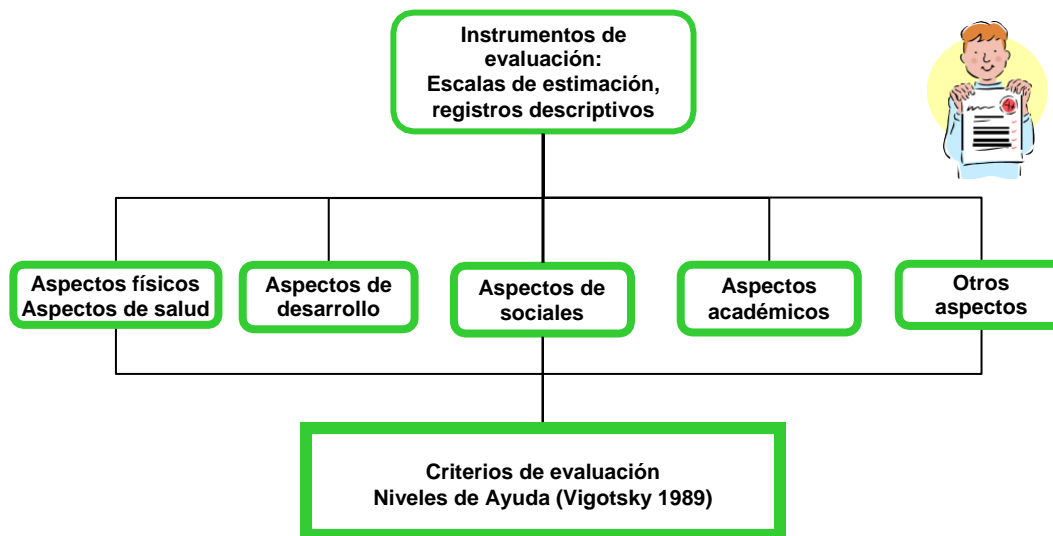 Instrumentos de
evaluación:
Escalas de estimación,
registros descriptivos
Aspectos físicos
Aspectos de salud
Aspectos de
desarrollo
Aspectos de
sociales
Aspectos
académicos
Otros
aspectos
Criterios de evaluación
Niveles de Ayuda (Vigotsky 1989)